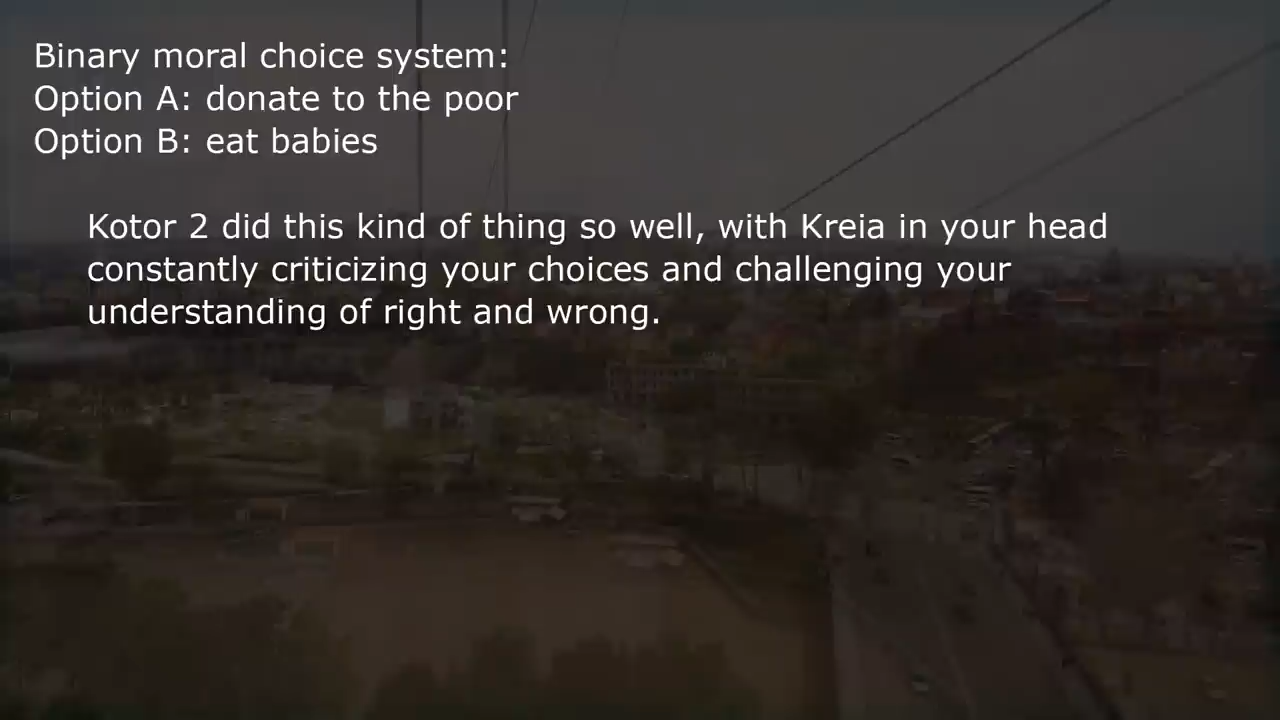 Binary moral choice system:
Option A: donate to the poor
Option B: eat babies
Kotor 2 did this kind of thing so well, with Kreia in your head
constantly criticizing your choices and challenging your
understanding of right and wrong.